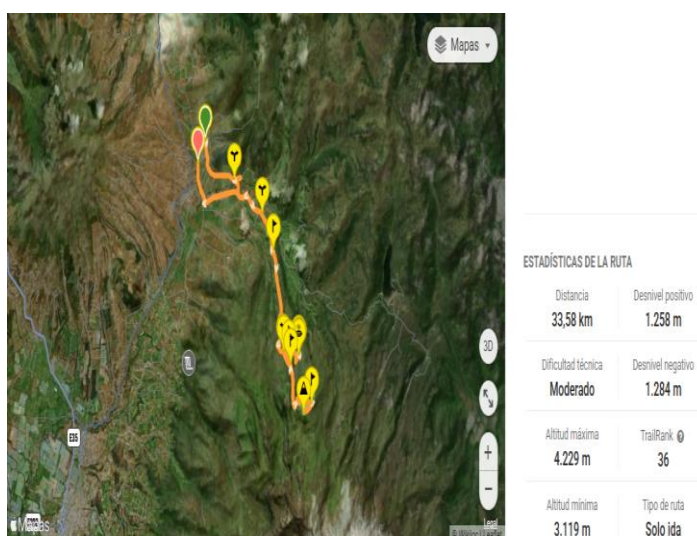 Mapas
3D
E35
+
−
Legal
ESTADÍSTICAS DE LA RUTA
Distancia
33,58 km
Desnivel positivo
1.258 m
Dificultad técnica
Moderado
Desnivel negativo
1.284 m
Altitud máxima
4.229 m
TrailRank
36
Altitud mínima
3.119 m
Tipo de ruta
Solo ida